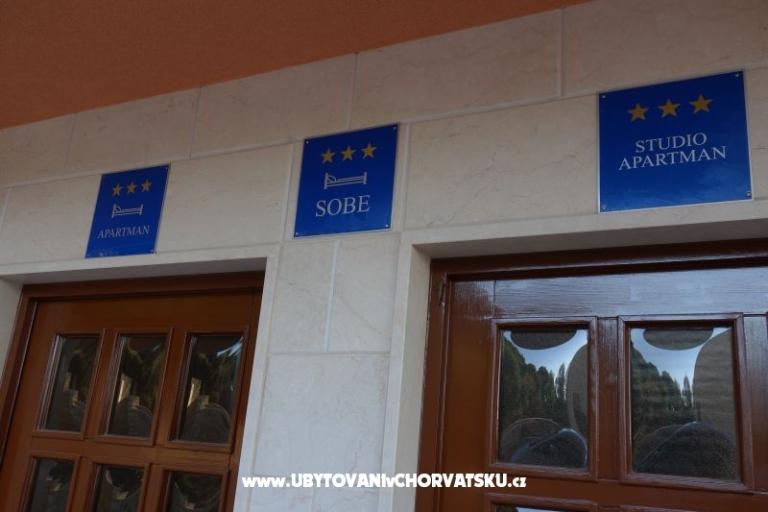 APARTMAN
SOBE
STUDIO
APARTMAN
www.UBYTOVANIvCHORVATSKU.cz